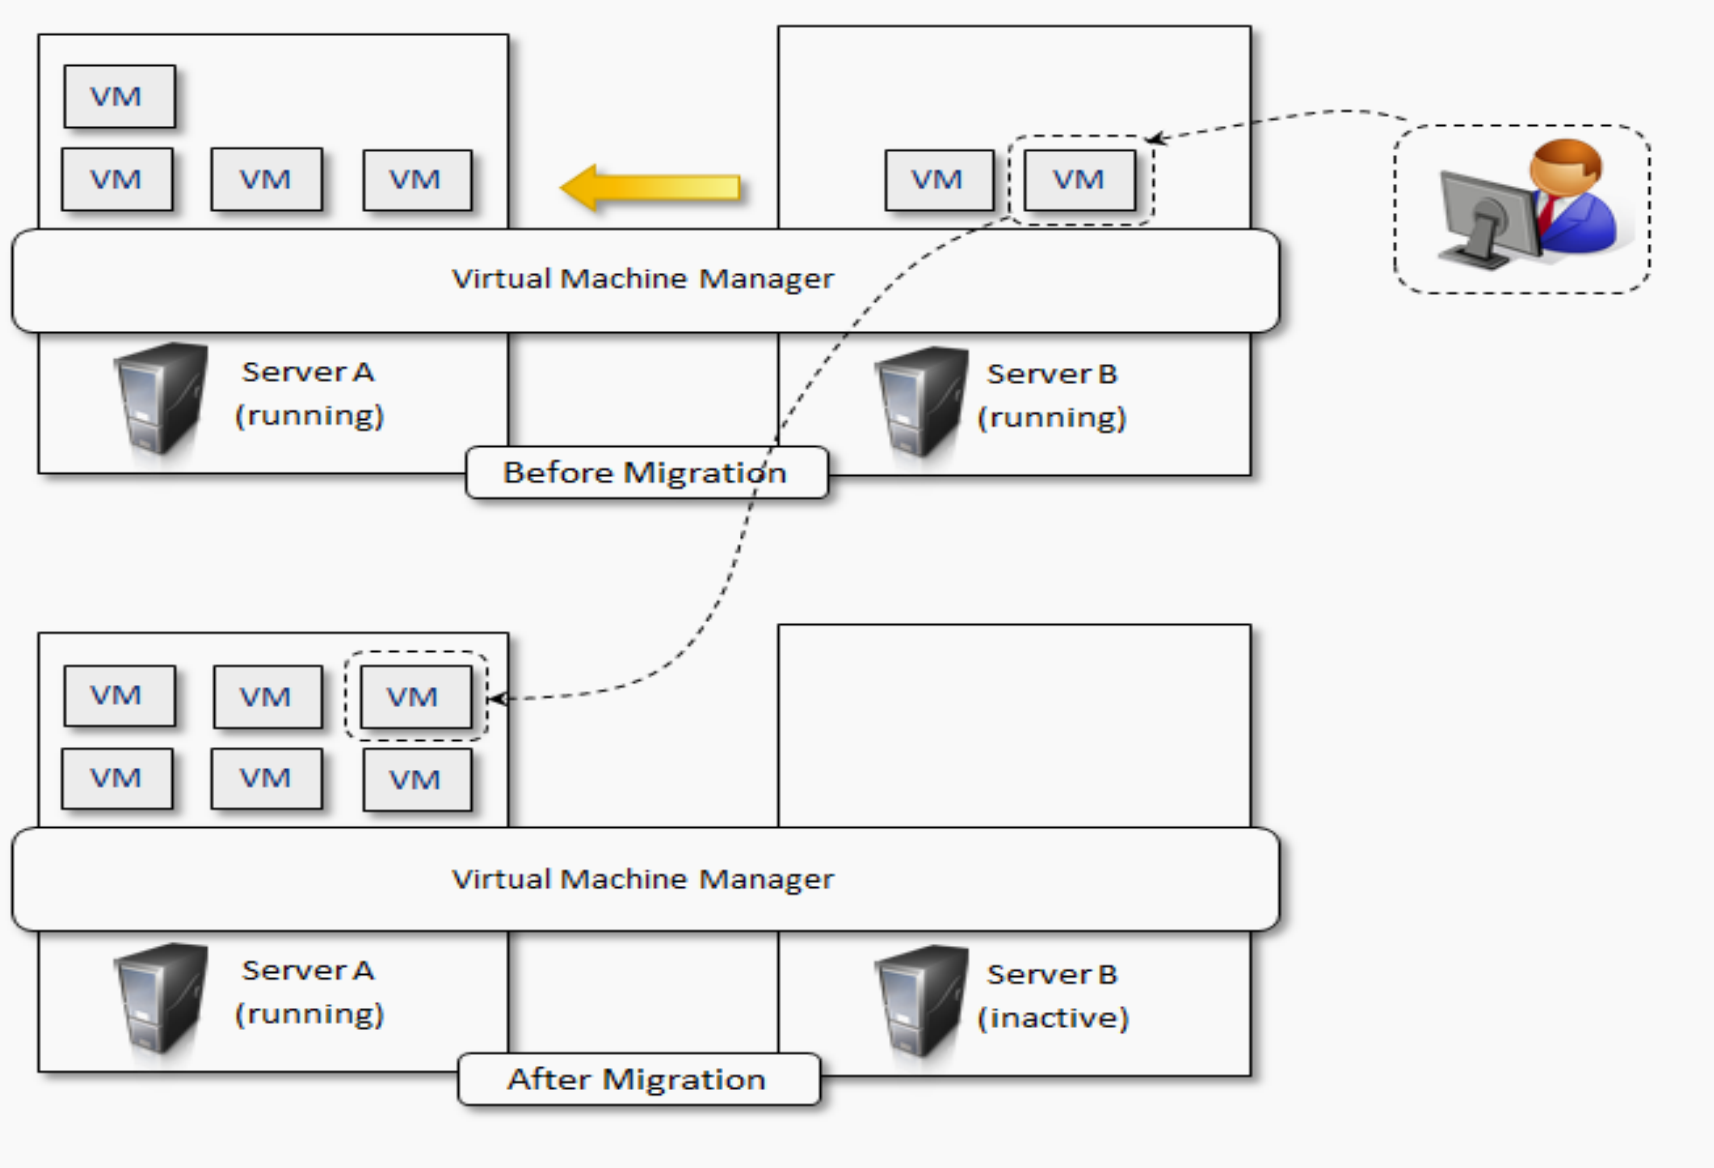 VM
VM VM VM
VM VM
Virtual Machine Manager
Server A
(running)
Server B
(running)
Before Migration
VM VM VM
VM VM VM
Virtual Machine Manager
Server A
(running)
Server B
(inactive)
After Migration